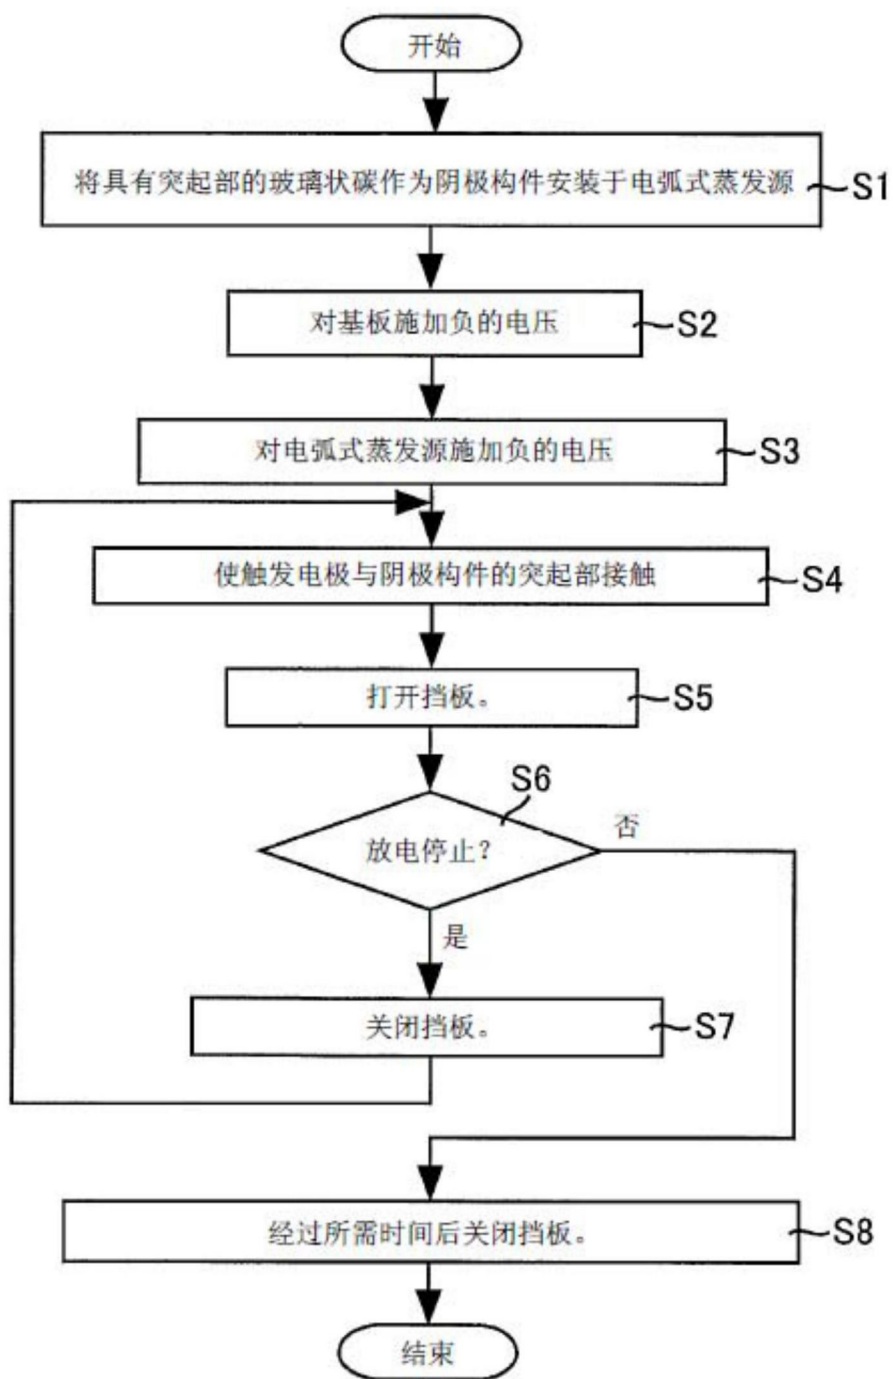 开始
将具有突起部的玻璃状碳作为阴极构件安装于电弧式蒸发源 S1
对基板施加负的电压 S2
对电弧式蒸发源施加负的电压 S3
使触发电极与阴极构件的突起部接触 S4
打开挡板。 S5
S6
放电停止？ 否
是
关闭挡板。 S7
经过所需时间后关闭挡板。 S8
结束